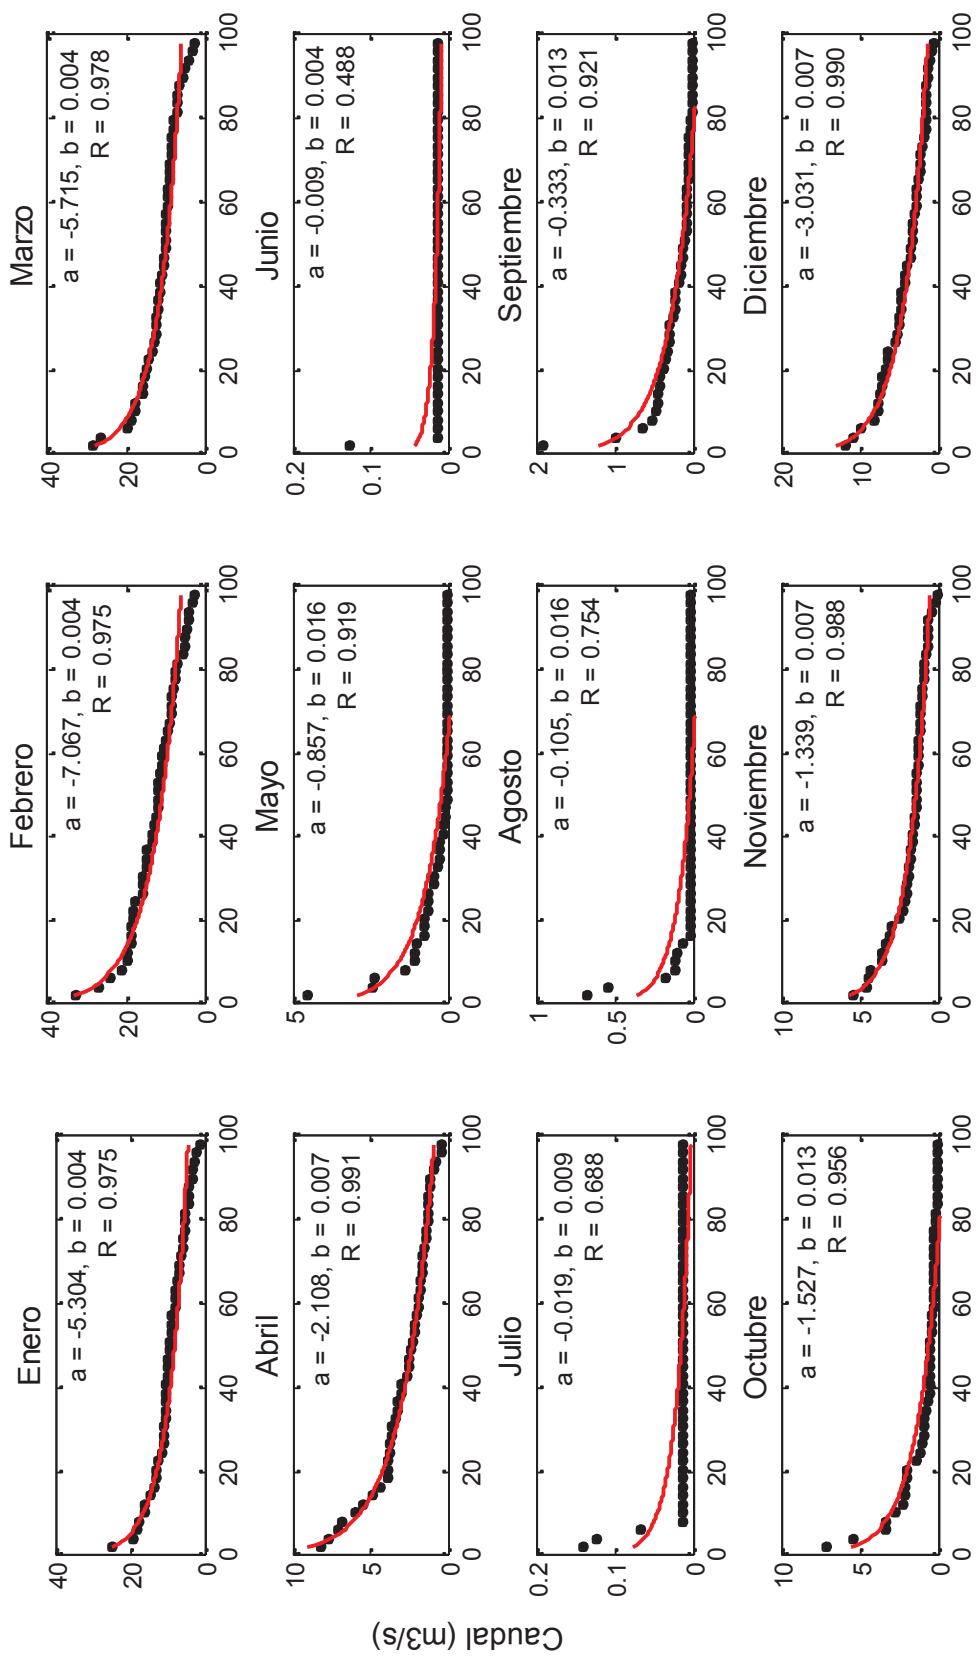 Caudal (m3/s)
Enero
40
20
0
a = -5.304, b = 0.004
R = 0.975
0 20 40 60 80 100
Febrero
40
20
0
a = -7.067, b = 0.004
R = 0.975
0 20 40 60 80 100
Marzo
40
20
0
a = -5.715, b = 0.004
R = 0.978
0 20 40 60 80 100
Abril
10
5
0
a = -2.108, b = 0.007
R = 0.991
0 20 40 60 80 100
Mayo
5
0
a = -0.857, b = 0.016
R = 0.919
0 20 40 60 80 100
Junio
0.2
0.1
0
a = -0.009, b = 0.004
R = 0.488
0 20 40 60 80 100
Julio
0.2
0.1
0
a = -0.019, b = 0.009
R = 0.688
0 20 40 60 80 100
Agosto
1
0.5
0
a = -0.105, b = 0.016
R = 0.754
0 20 40 60 80 100
Septiembre
2
1
0
a = -0.333, b = 0.013
R = 0.921
0 20 40 60 80 100
Octubre
10
5
0
a = -1.527, b = 0.013
R = 0.956
0 20 40 60 80 100
Noviembre
10
5
0
a = -1.339, b = 0.007
R = 0.988
0 20 40 60 80 100
Diciembre
20
10
0
a = -3.031, b = 0.007
R = 0.990
0 20 40 60 80 100